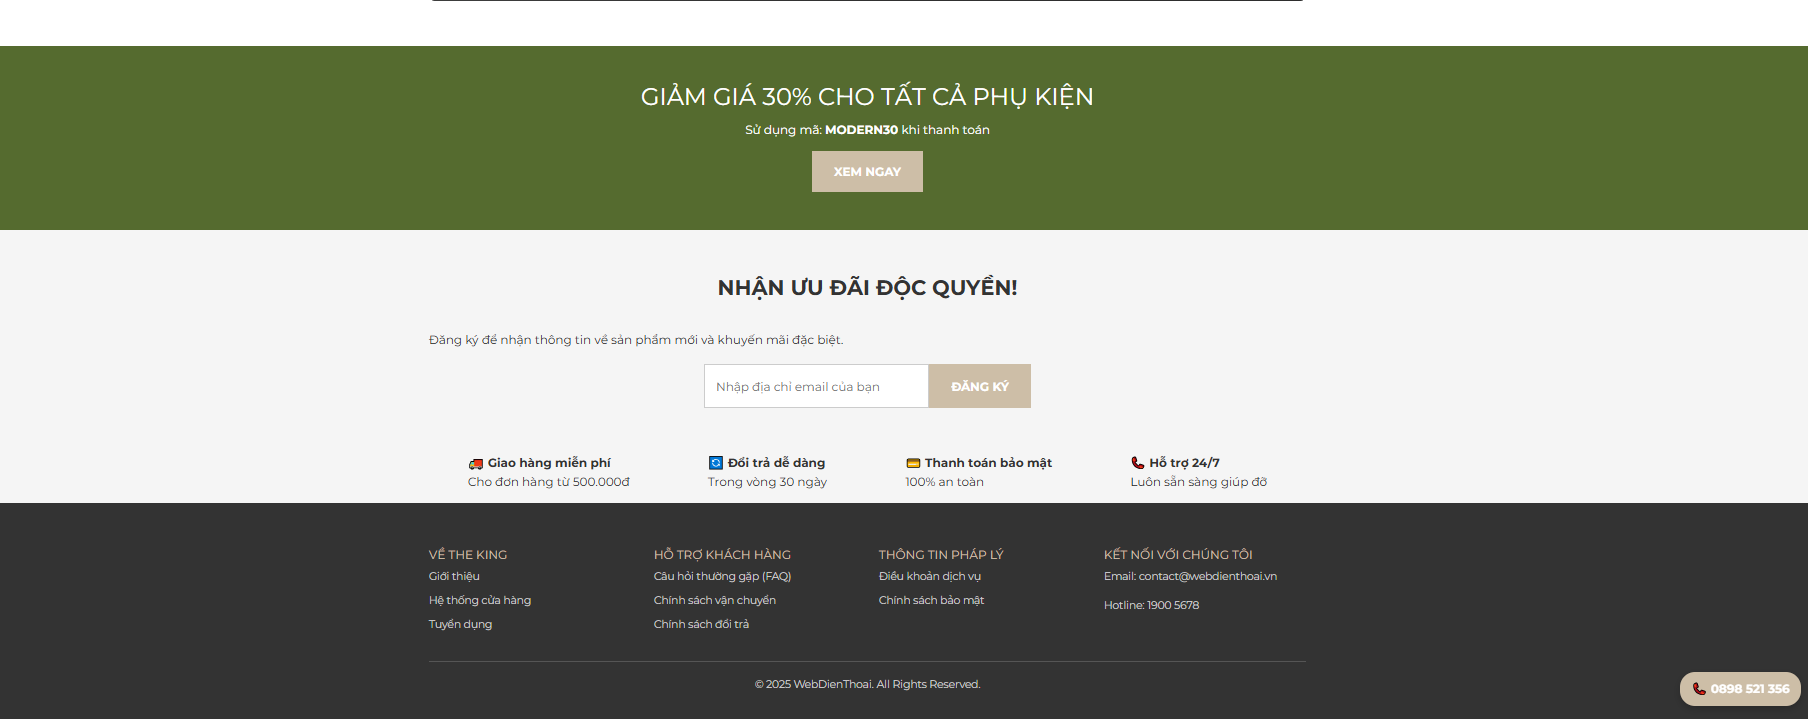 GIẢM GIÁ 30% CHO TẤT CẢ PHỤ KIỆN
Sử dụng mã: MODERN30 khi thanh toán
XEM NGAY
NHẬN ƯU ĐÃI ĐỘC QUYỀN!
Đăng ký để nhận thông tin về sản phẩm mới và khuyến mãi đặc biệt.
Nhập địa chỉ email của bạn
ĐĂNG KÝ
Giao hàng miễn phí
Cho đơn hàng từ 500.000đ
Đổi trả dễ dàng
Trong vòng 30 ngày
Thanh toán bảo mật
100% an toàn
Hỗ trợ 24/7
Luôn sẵn sàng giúp đỡ
VỀ THE KING
Giới thiệu
Hệ thống cửa hàng
Tuyển dụng
HỖ TRỢ KHÁCH HÀNG
Câu hỏi thường gặp (FAQ)
Chính sách vận chuyển
Chính sách đổi trả
THÔNG TIN PHÁP LÝ
Điều khoản dịch vụ
Chính sách bảo mật
KẾT NỐI VỚI CHÚNG TÔI
Email: contact@webdienthoai.vn
Hotline: 1900 5678
© 2025 WebDienThoai. All Rights Reserved.
0898 521 356